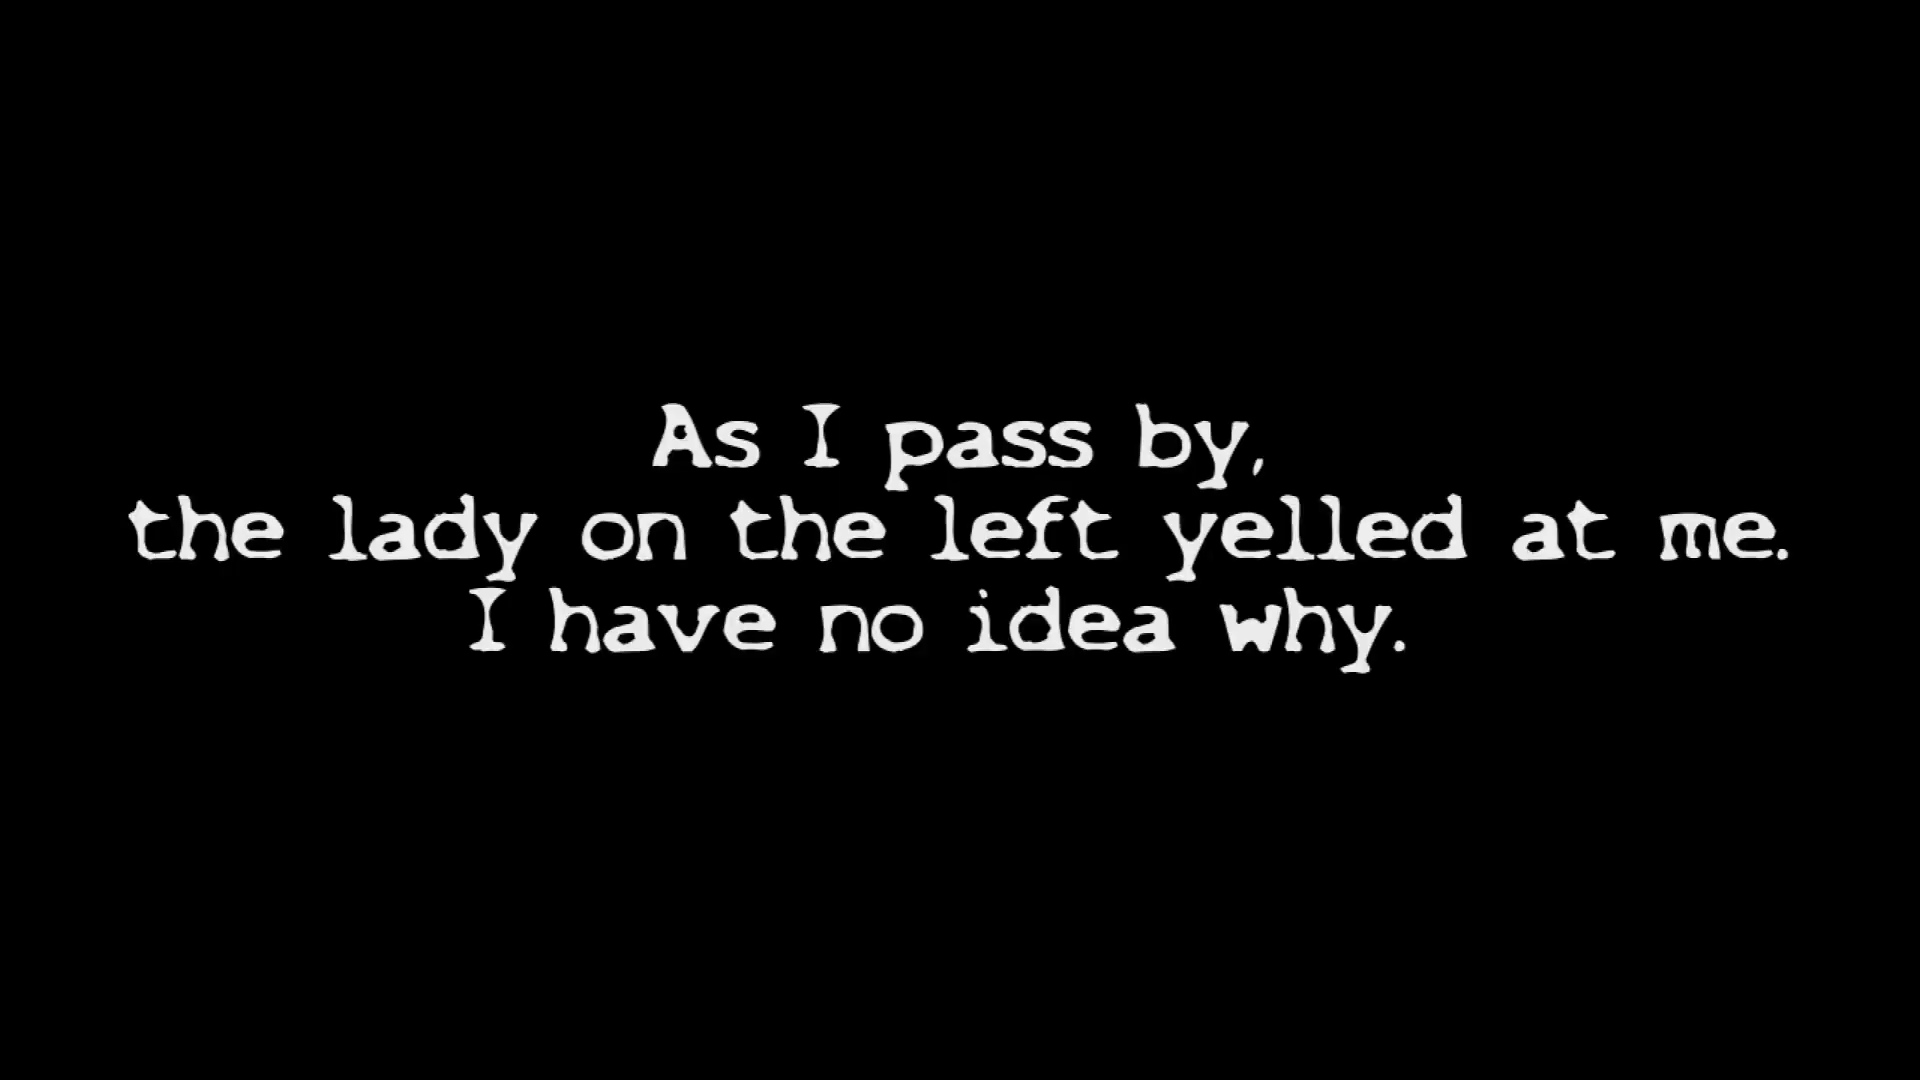 As I pass by,
the lady on the left yelled at me.
I have no idea why.